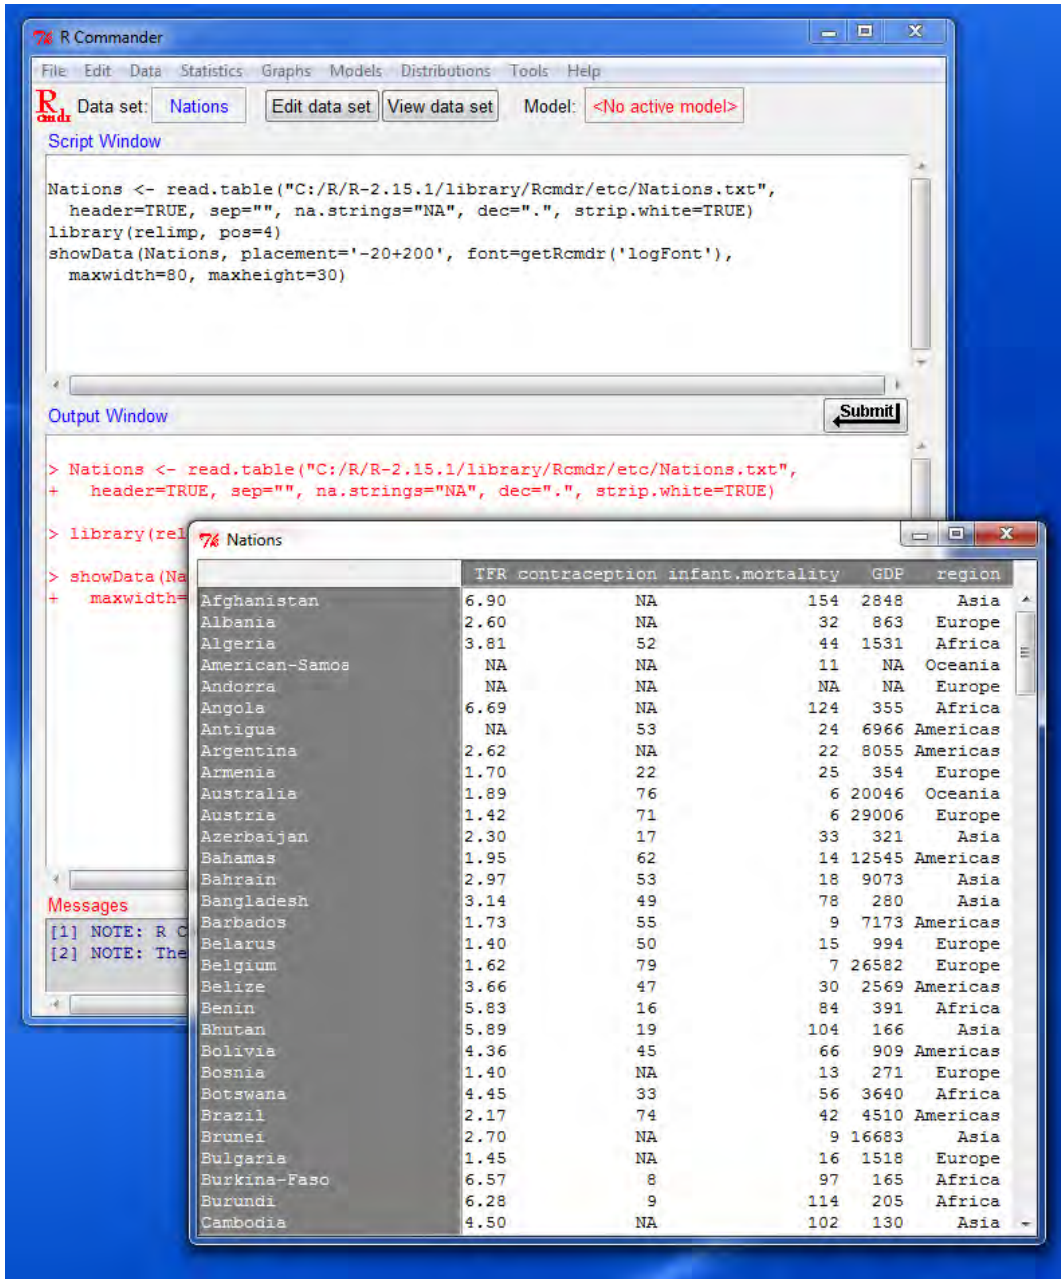 R Commander
File Edit Data Statistics Graphs Models Distributions Tools Help
R cmdr Data set: Nations Edit data set View data set Model: <No active model>
Script Window
Nations <- read.table("C:/R/R-2.15.1/library/Rcmdr/etc/Nations.txt",
header=TRUE, sep="", na.strings="NA", dec=".", strip.white=TRUE)
library(relimp, pos=4)
showData(Nations, placement='-20+200', font=getRcmdr('logFont'),
maxwidth=80, maxheight=30)
Output Window
Submit
> Nations <- read.table("C:/R/R-2.15.1/library/Rcmdr/etc/Nations.txt",
+ header=TRUE, sep="", na.strings="NA", dec=".", strip.white=TRUE)
> library(rel
> showData(Na
+ maxwidth=
Messages
[1] NOTE: R C
[2] NOTE: The
Nations
TFR contraception infant.mortality GDP region
Afghanistan 6.90 NA 154 2848 Asia
Albania 2.60 NA 32 863 Europe
Algeria 3.81 52 44 1531 Africa
American-Samoa NA NA 11 NA Oceania
Andorra NA NA NA NA Europe
Angola 6.69 NA 124 355 Africa
Antigua NA 53 24 6966 Americas
Argentina 2.62 NA 22 8055 Americas
Armenia 1.70 22 25 354 Europe
Australia 1.89 76 6 20046 Oceania
Austria 1.42 71 6 29006 Europe
Azerbaijan 2.30 17 33 321 Asia
Bahamas 1.95 62 14 12545 Americas
Bahrain 2.97 53 18 9073 Asia
Bangladesh 3.14 49 78 280 Asia
Barbados 1.73 55 9 7173 Americas
Belarus 1.40 50 15 994 Europe
Belgium 1.62 79 7 26582 Europe
Belize 3.66 47 30 2569 Americas
Benin 5.83 16 84 391 Africa
Bhutan 5.89 19 104 166 Asia
Bolivia 4.36 45 66 909 Americas
Bosnia 1.40 NA 13 271 Europe
Botswana 4.45 33 56 3640 Africa
Brazil 2.17 74 42 4510 Americas
Brunei 2.70 NA 9 16683 Asia
Bulgaria 1.45 NA 16 1518 Europe
Burkina-Faso 6.57 8 97 165 Africa
Burundi 6.28 9 114 205 Africa
Cambodia 4.50 NA 102 130 Asia